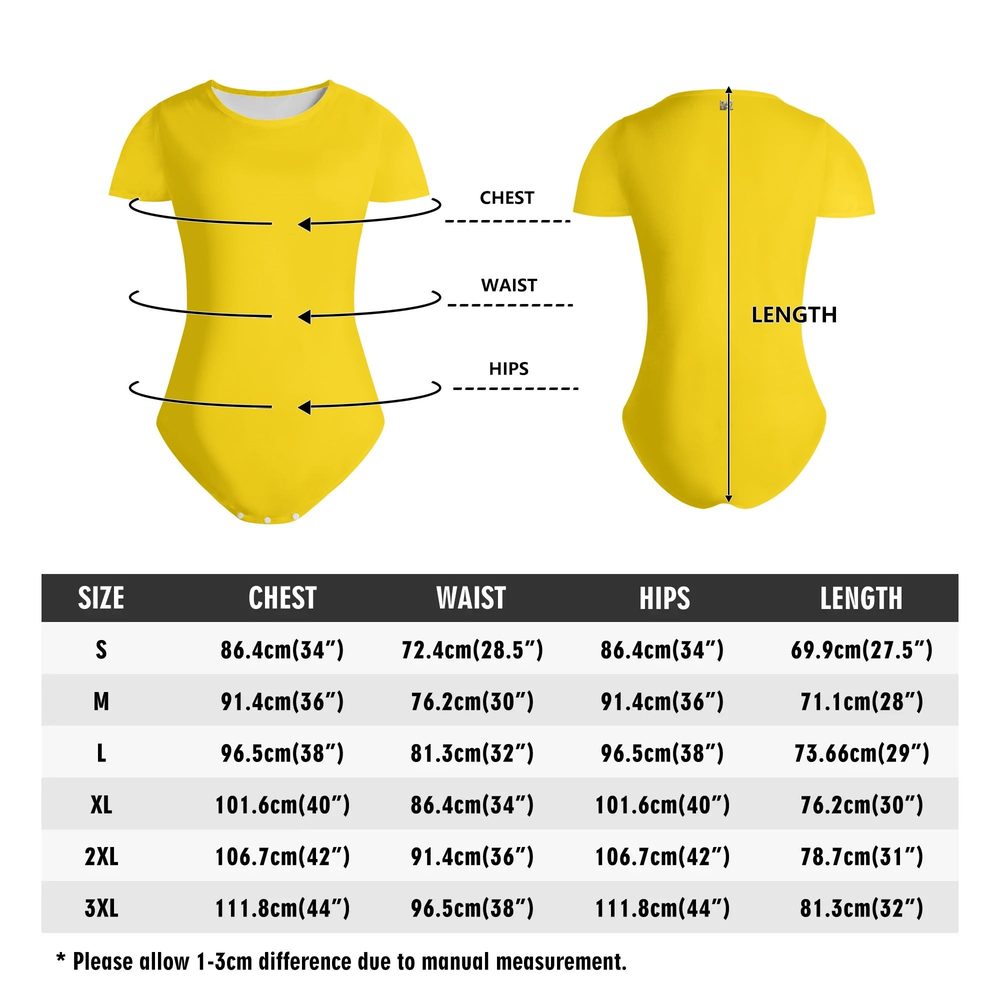 CHEST
WAIST
LENGTH
HIPS
SIZE CHEST WAIST HIPS LENGTH
S 86.4cm(34″) 72.4cm(28.5″) 86.4cm(34″) 69.9cm(27.5″)
M 91.4cm(36″) 76.2cm(30″) 91.4cm(36″) 71.1cm(28″)
L 96.5cm(38″) 81.3cm(32″) 96.5cm(38″) 73.66cm(29″)
XL 101.6cm(40″) 86.4cm(34″) 101.6cm(40″) 76.2cm(30″)
2XL 106.7cm(42″) 91.4cm(36″) 106.7cm(42″) 78.7cm(31″)
3XL 111.8cm(44″) 96.5cm(38″) 111.8cm(44″) 81.3cm(32″)
* Please allow 1-3cm difference due to manual measurement.